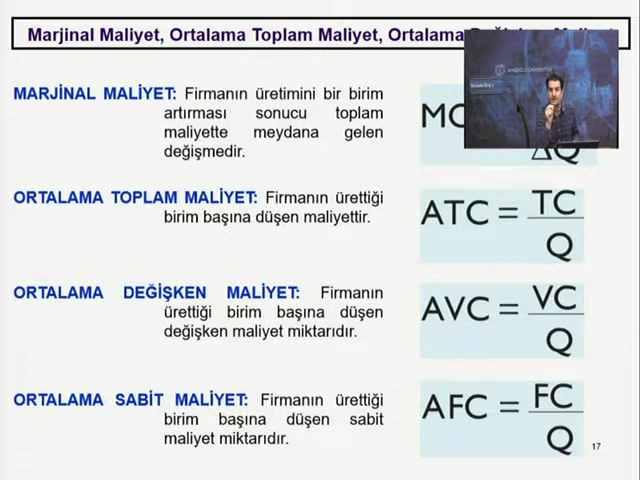 Marjinal Maliyet, Ortalama Toplam Maliyet, Ortalama
MARJİNAL MALİYET: Firmanın üretimini bir birim
artırması sonucu toplam
maliyette meydana gelen
değişmedir.
MC
ΔQ
ORTALAMA TOPLAM MALİYET: Firmanın ürettiği
birim başına düşen maliyettir.
ATC = TC
Q
ORTALAMA DEĞİŞKEN MALİYET: Firmanın
ürettiği birim başına düşen
değişken maliyet miktarıdır.
AVC = VC
Q
ORTALAMA SABİT MALİYET: Firmanın ürettiği
birim başına düşen sabit
maliyet miktarıdır.
AFC = FC
Q
17